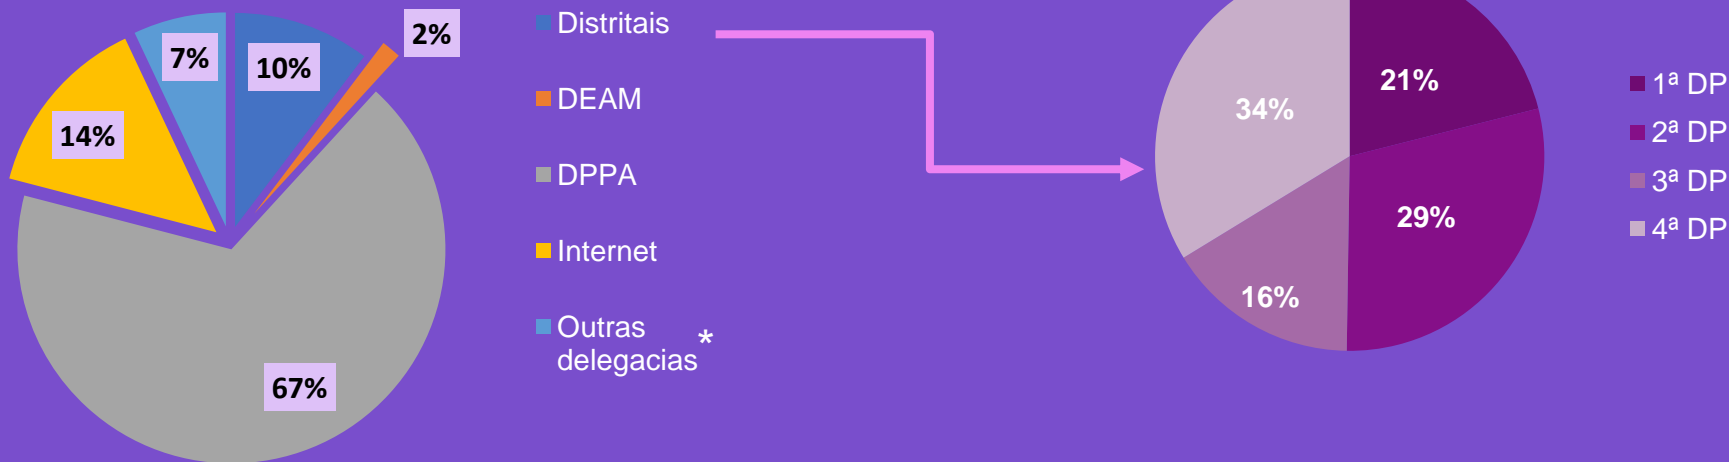 7%
10%
2%
14%
67%
Distritais
DEAM
DPPA
Internet
Outras
delegacias*
21%
34%
29%
16%
1ª DP
2ª DP
3ª DP
4ª DP